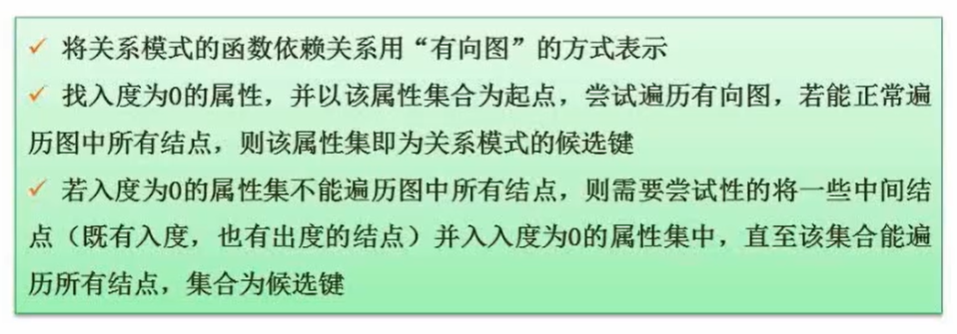 ✓ 将关系模式的函数依赖关系用“有向图”的方式表示
✓ 找入度为0的属性，并以该属性集合为起点，尝试遍历有向图，若能正常遍
历图中所有结点，则该属性集即为关系模式的候选键
✓ 若入度为0的属性集不能遍历图中所有结点，则需要尝试性的将一些中间结
点（既有入度，也有出度的结点）并入入度为0的属性集中，直至该集合能遍
历所有结点，集合为候选键